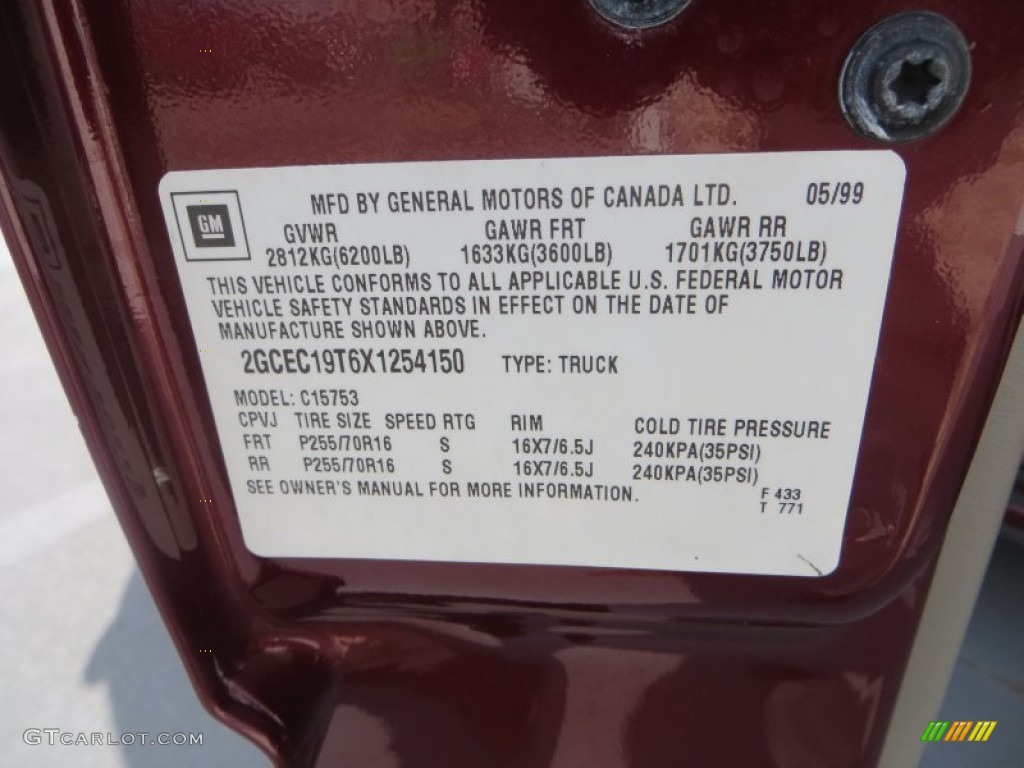 GM
MFD BY GENERAL MOTORS OF CANADA LTD. 05/99
GVWR GAWR FRT GAWR RR
2812KG(6200LB) 1633KG(3600LB) 1701KG(3750LB)
THIS VEHICLE CONFORMS TO ALL APPLICABLE U.S. FEDERAL MOTOR
VEHICLE SAFETY STANDARDS IN EFFECT ON THE DATE OF
MANUFACTURE SHOWN ABOVE.
2GCEC19T6X1254150 TYPE: TRUCK
MODEL: C15753
CPVJ TIRE SIZE SPEED RTG RIM COLD TIRE PRESSURE
FRT P255/70R16 S 16X7/6.5J 240KPA(35PSI)
RR P255/70R16 S 16X7/6.5J 240KPA(35PSI)
SEE OWNER'S MANUAL FOR MORE INFORMATION.
F 433
T 771
GTCARLOT.COM